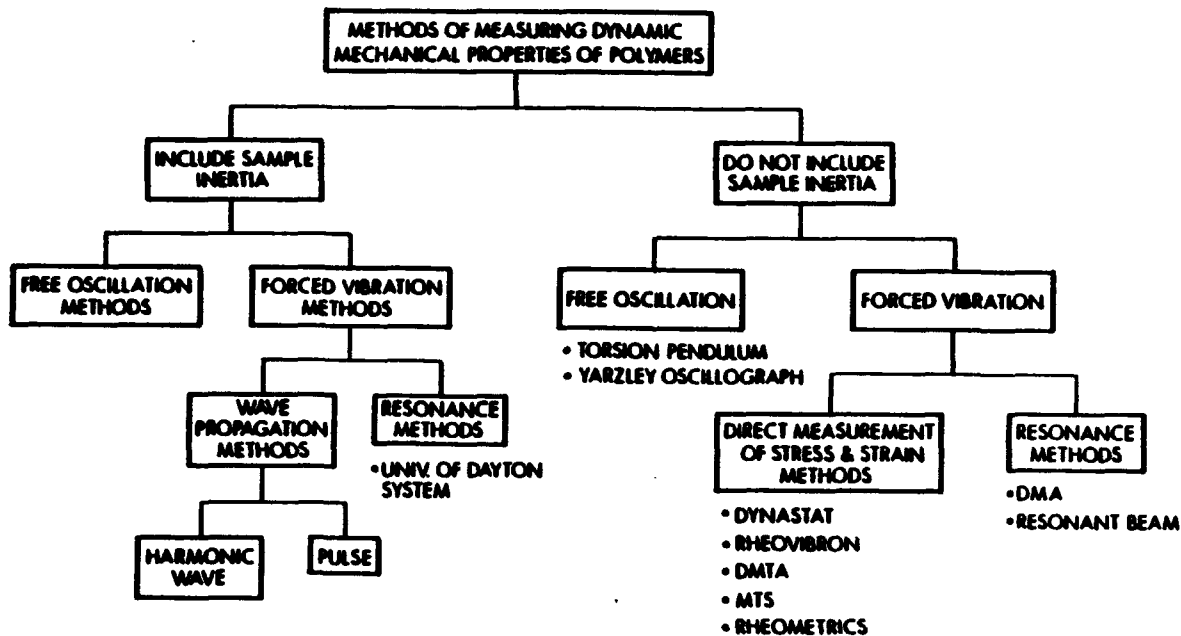 METHODS OF MEASURING DYNAMIC
MECHANICAL PROPERTIES OF POLYMERS
INCLUDE SAMPLE
INERTIA
DO NOT INCLUDE
SAMPLE INERTIA
FREE OSCILLATION
METHODS
FORCED VIBRATION
METHODS
FREE OSCILLATION
FORCED VIBRATION
• TORSION PENDULUM
• YARZLEY OSCILLOGRAPH
WAVE
PROPAGATION
METHODS
RESONANCE
METHODS
• UNIV. OF DAYTON
SYSTEM
DIRECT MEASUREMENT
OF STRESS & STRAIN
METHODS
RESONANCE
METHODS
• DYNASTAT
• RHEOVIBRON
• DMTA
• MTS
• RHEOMETRICS
• DMA
• RESONANT BEAM
HARMONIC
WAVE
PULSE